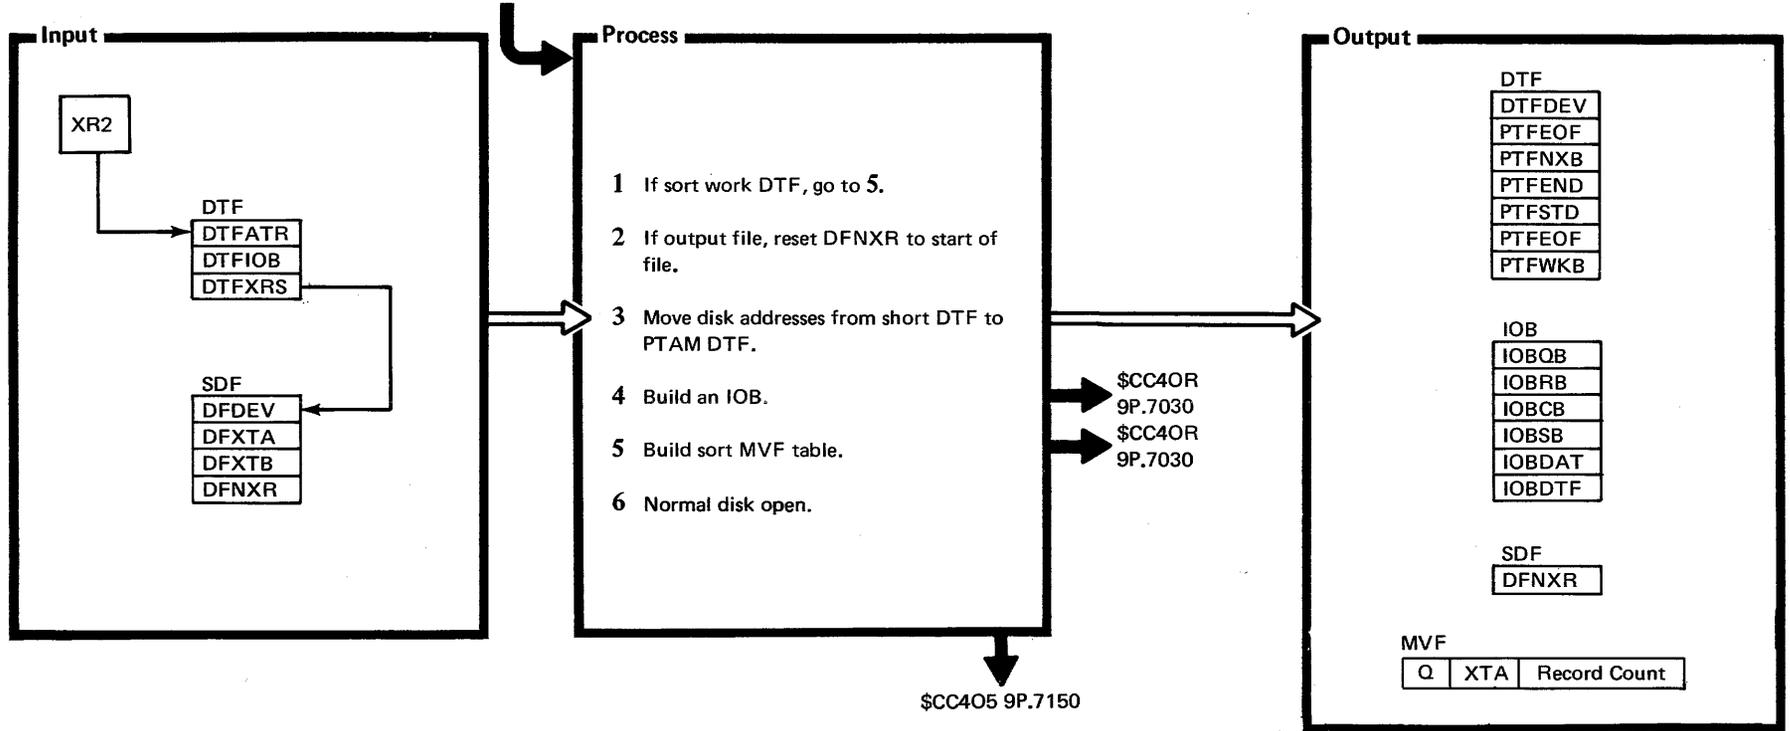 Input
XR2
DTF
DTFATR
DTFIOB
DTFXRS
SDF
DFDEV
DFXTA
DFXTB
DFNXR
Process
1 If sort work DTF, go to 5.
2 If output file, reset DFNXR to start of
file.
3 Move disk addresses from short DTF to
PTAM DTF.
4 Build an IOB.
5 Build sort MVF table.
6 Normal disk open.
$CC4OR
9P.7030
$CC4OR
9P.7030
$CC4O5 9P.7150
Output
DTF
DTFDEV
PTFEOF
PTFNXB
PTFEND
PTFSTD
PTFEOF
PTFWKB
IOB
IOBQB
IOBRB
IOBCB
IOBSB
IOBDAT
IOBDTF
SDF
DFNXR
MVF
Q XTA Record Count